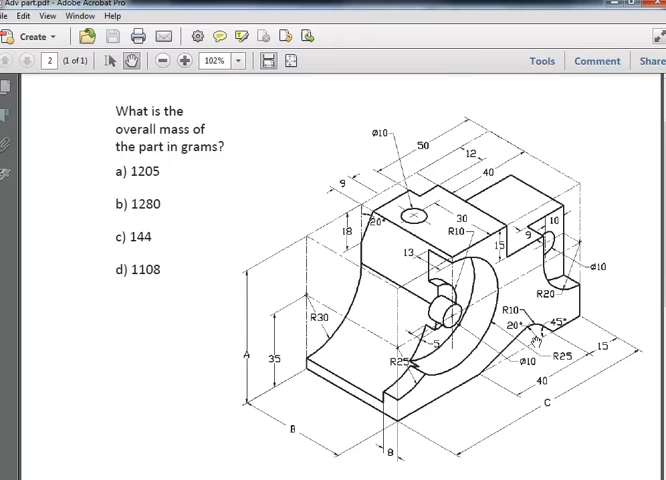 Adv part.pdf - Adobe Acrobat Pro
File Edit View Window Help
Create
2 (1 of 1) 102% Tools Comment Share
What is the
overall mass of
the part in grams?
a) 1205
b) 1280
c) 144
d) 1108
Ø10
50
12
40
9
20°
30
R10
18
13
15
9
10
Ø10
R20
R30
R10
20°
45°
5
A
35
R25
Ø10
R25
15
40
B
C
8